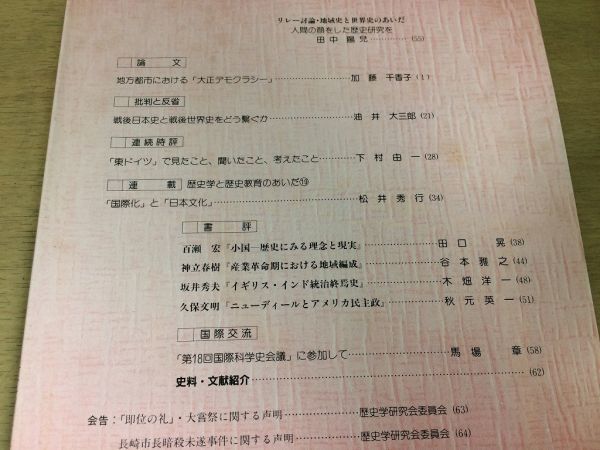 リレー討論・地域史と世界史のあいだ
人間の顔をした歴史研究を
田中陽兒…………(55)
論文
地方都市における「大正デモクラシー」……………加藤千香子(1)
批判と反省
戦後日本史と戦後世界史をどう繋ぐか……………油井大三郎(21)
連続時評
「東ドイツ」で見たこと、聞いたこと、考えたこと……下村由一(28)
連載 歴史学と歴史教育のあいだ⑲
「国際化」と「日本文化」……………松井秀行(34)
書評
百瀬宏『小国―歴史にみる理念と現実』……………田口晃(38)
神立春樹『産業革命期における地域編成』……………谷本雅之(44)
坂井秀夫『イギリス・インド統治終焉史』……………木畑洋一(48)
久保文明『ニューディールとアメリカ民主政』……………秋元英一(51)
国際交流
「第18回国際科学史会議」に参加して……………馬場章(58)
史料・文献紹介……………(62)
会告:「即位の礼」・大嘗祭に関する声明……………歴史学研究会委員会(63)
長崎市長暗殺未遂事件に関する声明……………歴史学研究会委員会(64)